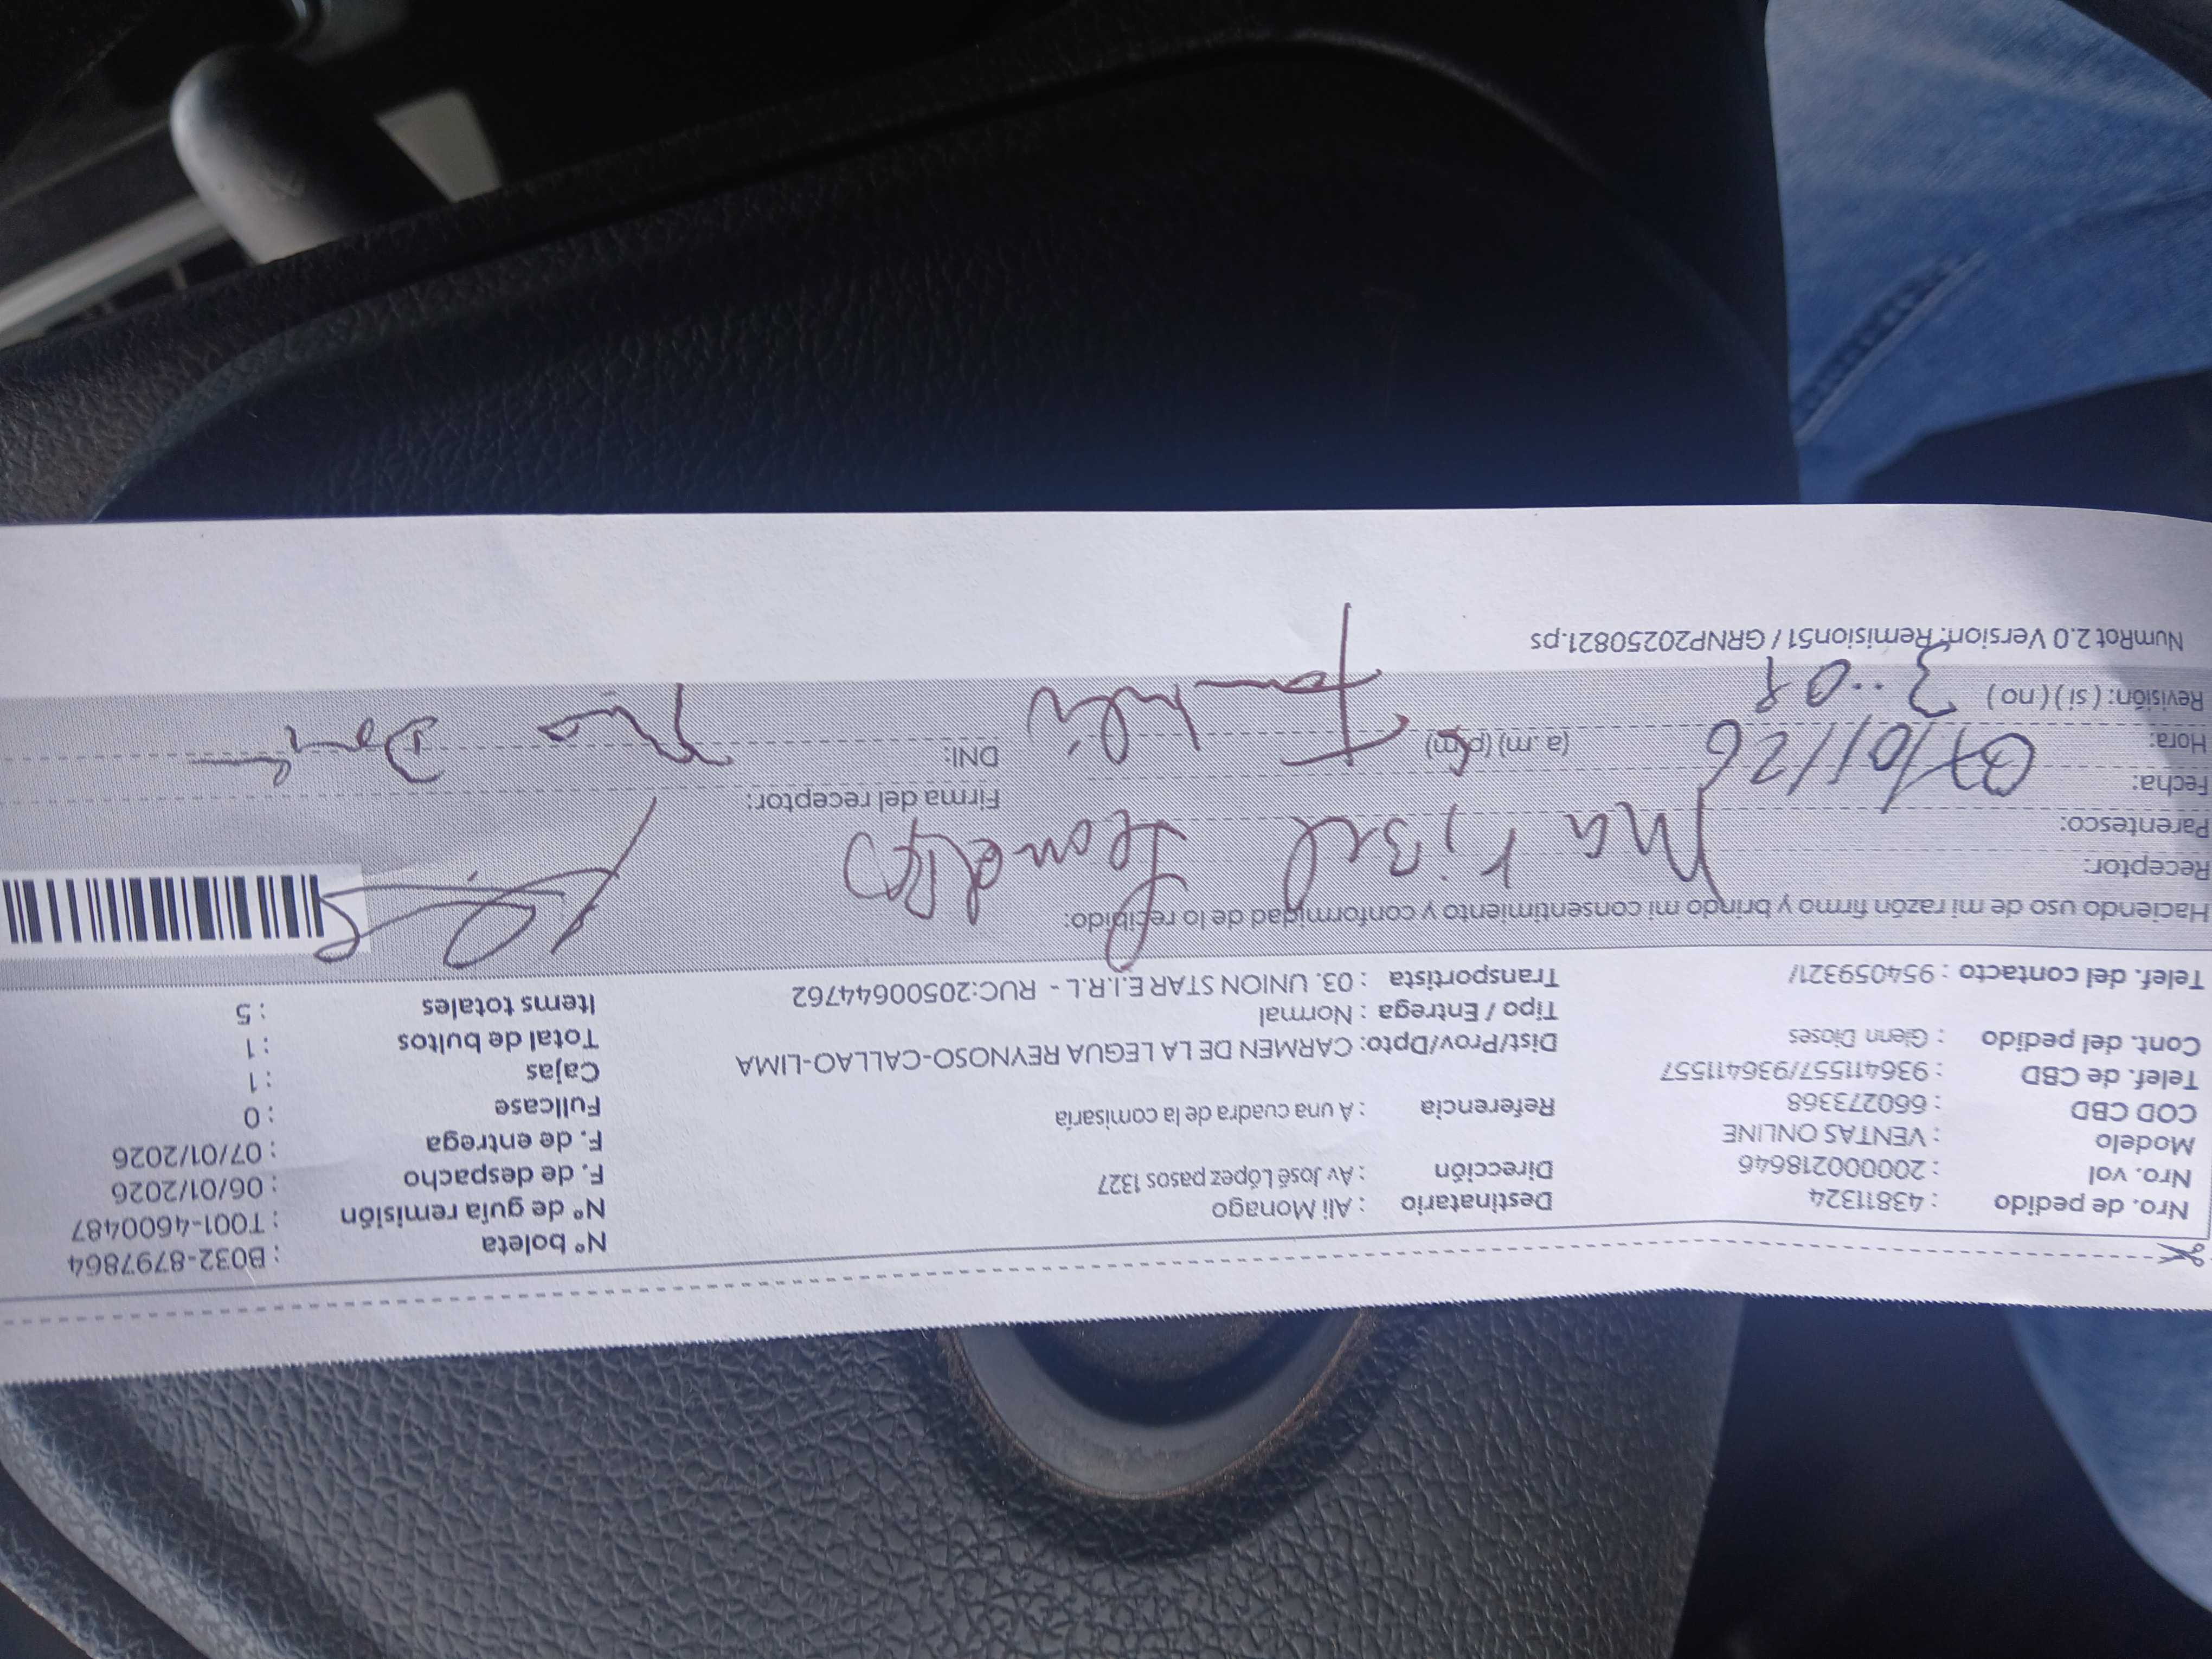 Nro. de pedido : 43811324
Nro. vol : 200000218646
Modelo : VENTAS ONLINE
COD CBD : 660273368
Telef. de CBD : 936411557/936411557
Cont. del pedido : Glenn Dioses
Telef. del contacto : 954059321/
Destinatario : Ali Monago
Dirección : Av José López pasos 1327
Referencia : A una cuadra de la comisaría
Dist/Prov/Dpto: CARMEN DE LA LEGUA REYNOSO-CALLAO-LIMA
Tipo / Entrega : Normal
Transportista : 03. UNION STAR E.I.R.L - RUC:20500644762
N° boleta : B032-8797864
N° de guía remisión : T001-4600487
F. de despacho : 06/01/2026
F. de entrega : 07/01/2026
Fullcase : 0
Cajas : 1
Total de bultos : 1
Items totales : 5
Haciendo uso de mi razón firmo y brindo mi consentimiento y conformidad de lo recibido:
Receptor:
Parentesco: Ma riBel
Fecha: 07/01/26
Hora: (a.m) (p.m)
Revisión: (si) (no) 3:
Firma del receptor:
DNI:
NumRot 2.0 Version: Remision51 / GRNP20250821.ps